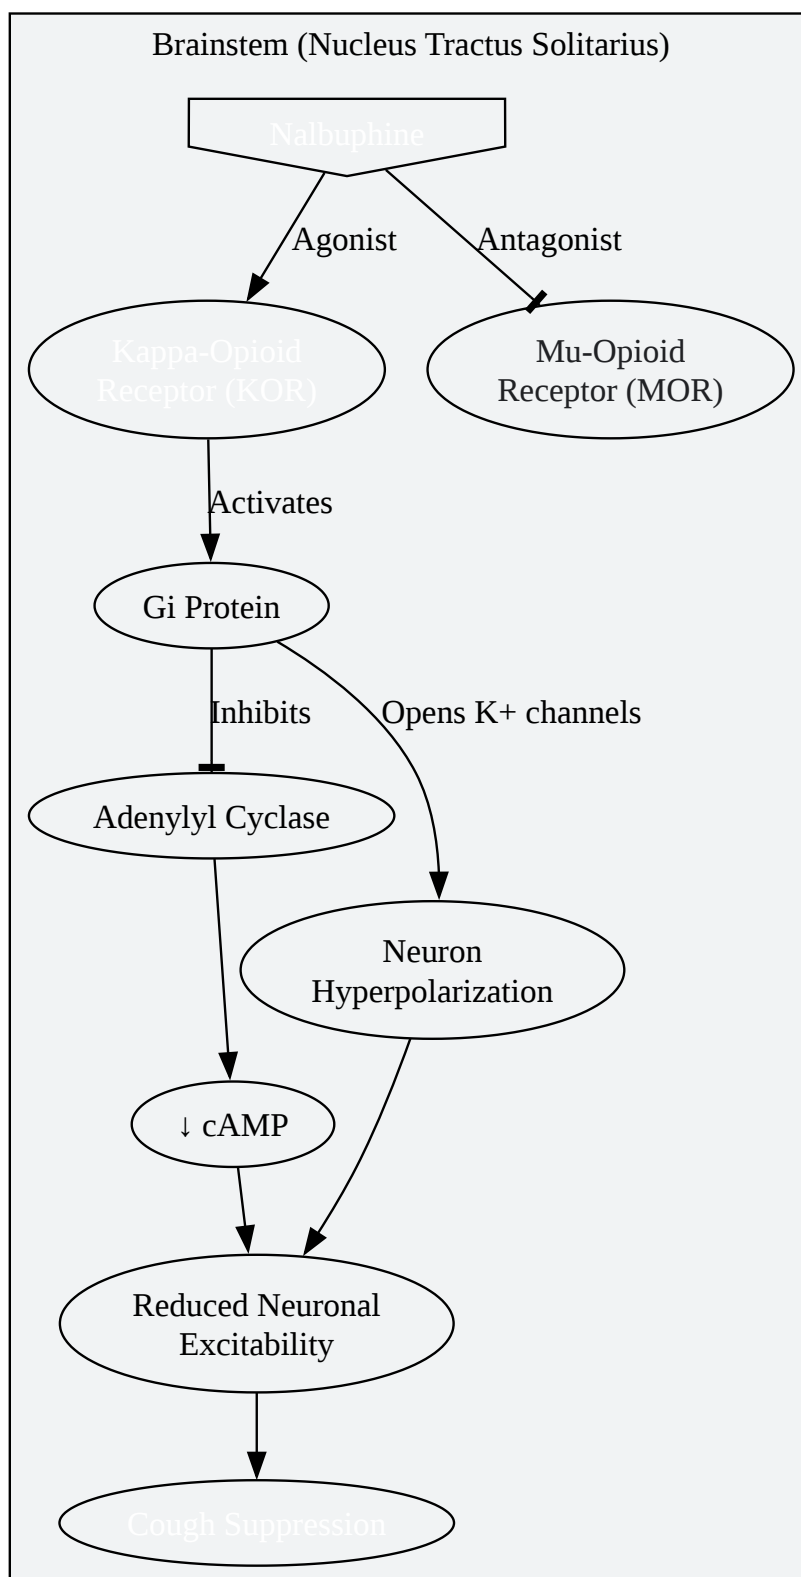 Brainstem (Nucleus Tractus Solitarius)
Nalbuphine
Agonist
Antagonist
Kappa-Opioid
Receptor (KOR)
Mu-Opioid
Receptor (MOR)
Activates
Gi Protein
Inhibits
Opens K+ channels
Adenylyl Cyclase
Neuron
Hyperpolarization
↓ cAMP
Reduced Neuronal
Excitability
Cough Suppression